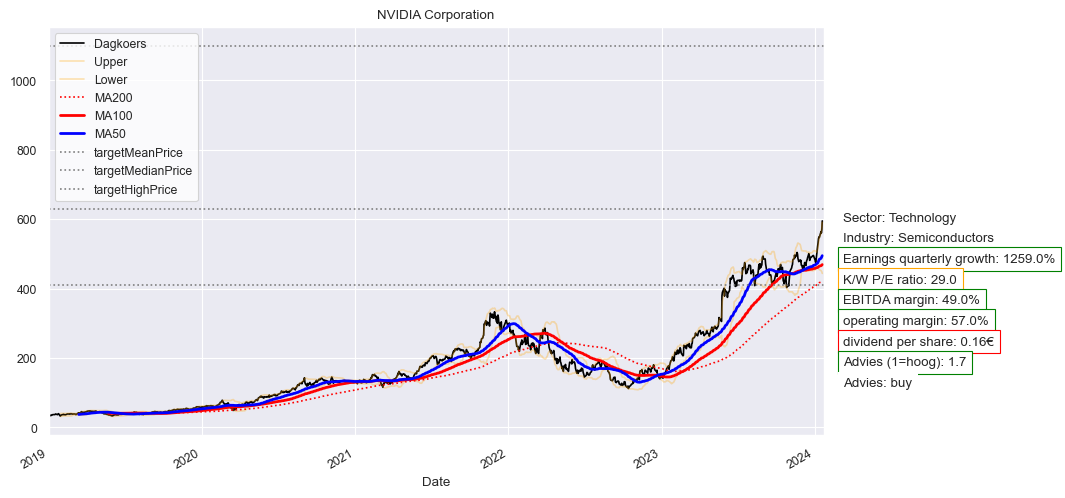 NVIDIA Corporation
Dagkoers
Upper
Lower
MA200
MA100
MA50
targetMeanPrice
targetMedianPrice
targetHighPrice
1000
800
600
400
200
0
2019
2020
2021
2022
2023
2024
Date
Sector: Technology
Industry: Semiconductors
Earnings quarterly growth: 1259.0%
K/W P/E ratio: 29.0
EBITDA margin: 49.0%
operating margin: 57.0%
dividend per share: 0.16€
Advies (1=hoog): 1.7
Advies: buy